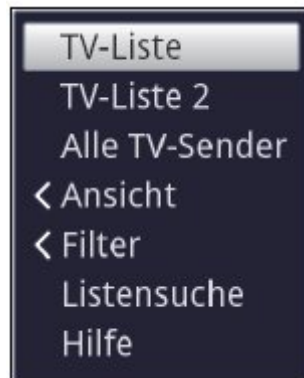 TV-Liste
TV-Liste 2
Alle TV-Sender
< Ansicht
< Filter
Listensuche
Hilfe